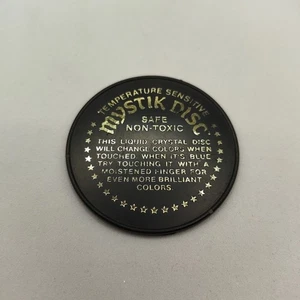 TEMPERATURE SENSITIVE
MYSTIK DISC
SAFE
NON-TOXIC
THIS LIQUID CRYSTAL DISC
WILL CHANGE COLORS WHEN
TOUCHED. WHEN IT'S BLUE
TRY TOUCHING IT WITH A
MOISTENED FINGER FOR
EVEN MORE BRILLIANT
COLORS.